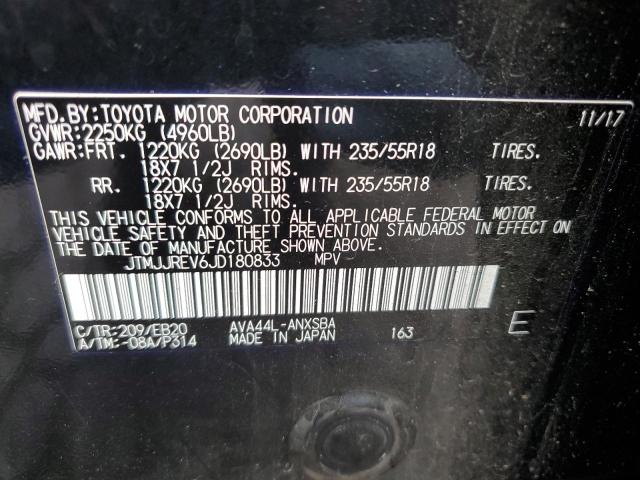 MFD.BY:TOYOTA MOTOR CORPORATION 11/17
GVWR:2250KG (4960LB)
GAWR:FRT. 1220KG (2690LB) WITH 235/55R18 TIRES.
18X7 1/2J RIMS.
RR. 1220KG (2690LB) WITH 235/55R18 TIRES.
18X7 1/2J RIMS.
THIS VEHICLE CONFORMS TO ALL APPLICABLE FEDERAL MOTOR
VEHICLE SAFETY AND THEFT PREVENTION STANDARDS IN EFFECT ON
THE DATE OF MANUFACTURE SHOWN ABOVE.
JTMJJREV6JD180833 MPV
C/TR:209/EB20 AVA44L-ANXSBA
A/TM:-08A/P314 MADE IN JAPAN 163 E